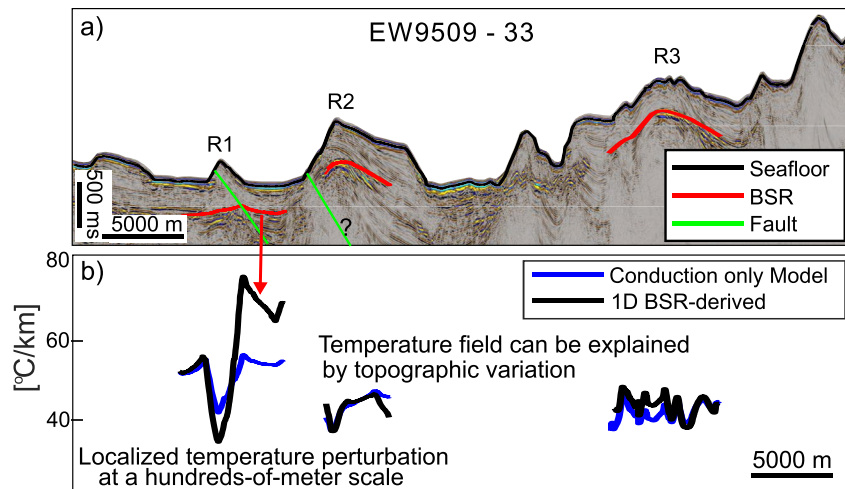 a)
EW9509 - 33
R1
R2
R3
?
500 ms
5000 m
Seafloor
BSR
Fault
b)
80
60
40
[°C/km]
Conduction only Model
1D BSR-derived
Temperature field can be explained
by topographic variation
Localized temperature perturbation
at a hundreds-of-meter scale
5000 m